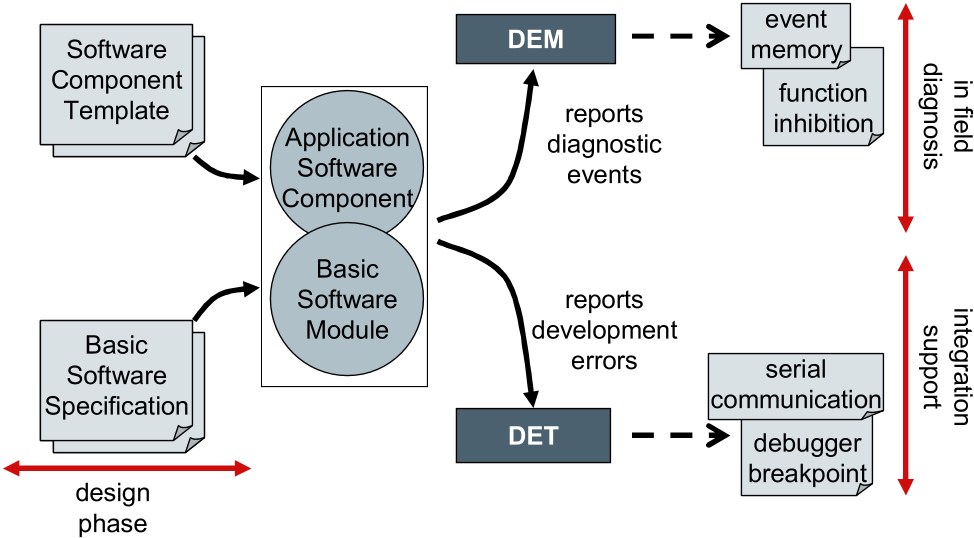 Software
Component
Template
Application
Software
Component
Basic
Software
Module
Basic
Software
Specification
design
phase
DEM
reports
diagnostic
events
reports
development
errors
DET
event
memory
function
inhibition
in field
diagnosis
serial
communication
debugger
breakpoint
integration
support